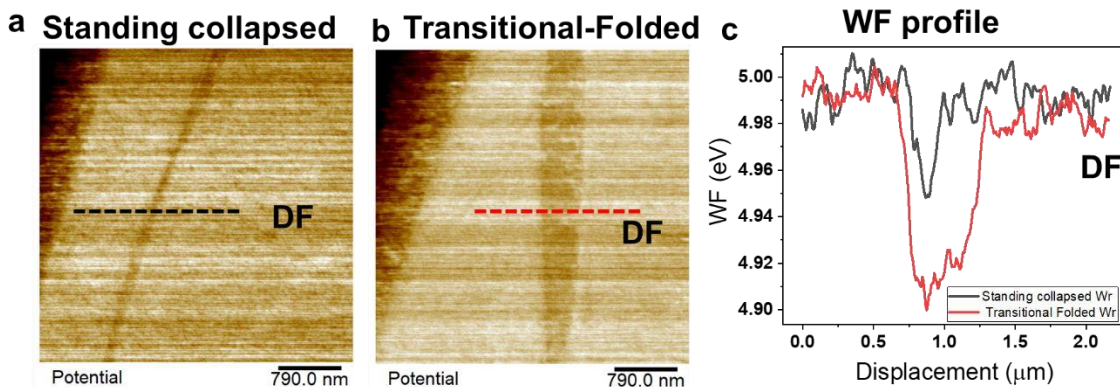 a Standing collapsed
DF
Potential
790.0 nm
b Transitional-Folded
DF
Potential
790.0 nm
c WF profile
WF (eV)
5.00
4.98
4.96
4.94
4.92
4.90
DF
Standing collapsed Wr
Transitional Folded Wr
0.0 0.5 1.0 1.5 2.0
Displacement (μm)